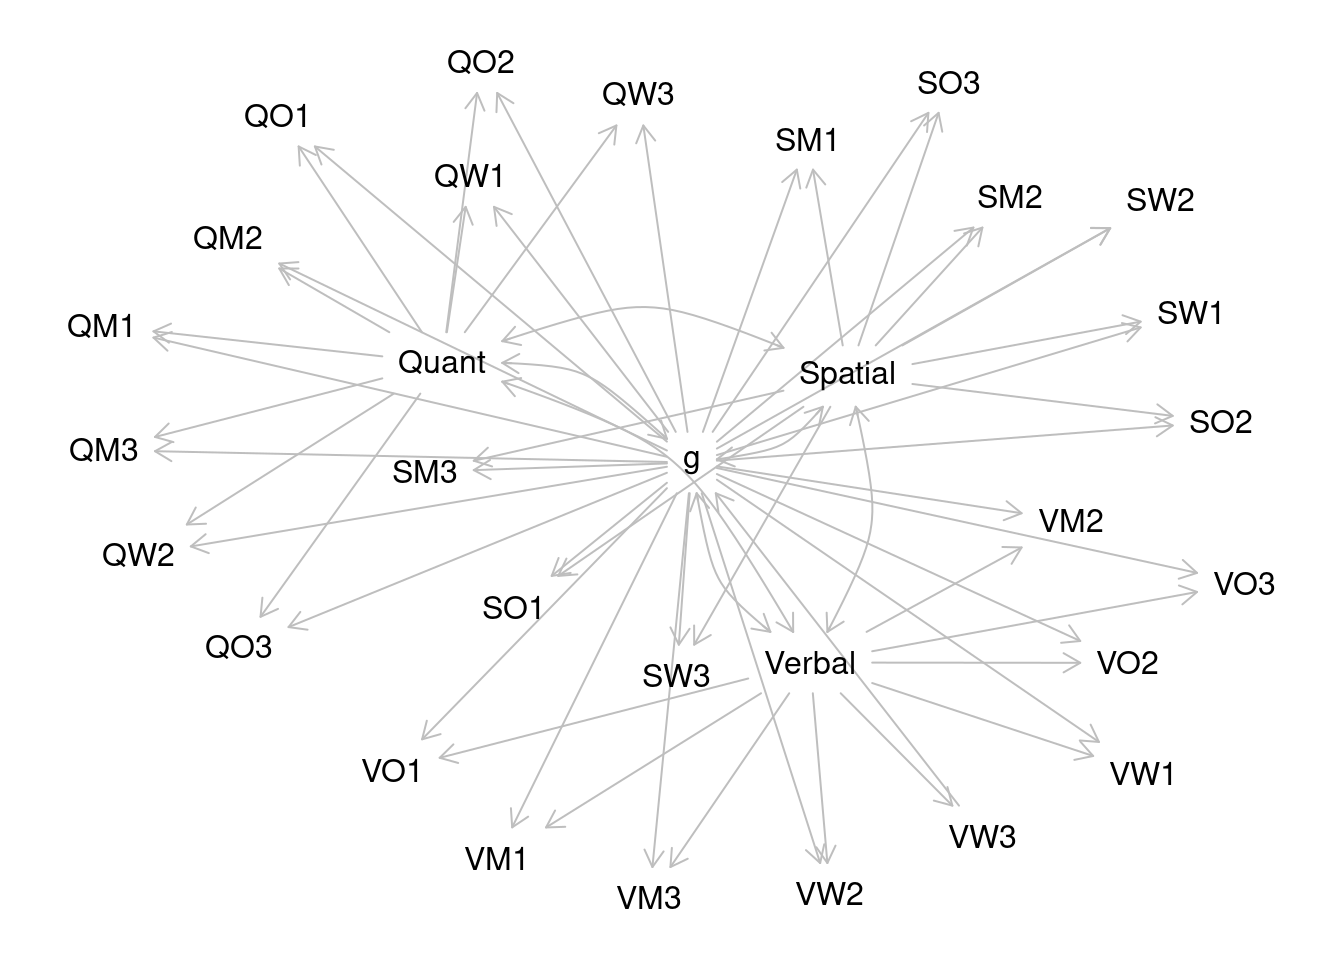 QO2
SO3
QW3
QO1
SM1
QW1
SM2
SW2
QM2
SW1
QM1
Quant
Spatial
SO2
QM3
g
SM3
VM2
QW2
VO3
SO1
QO3
Verbal
VO2
SW3
VO1
VW1
VW3
VM1
VW2
VM3